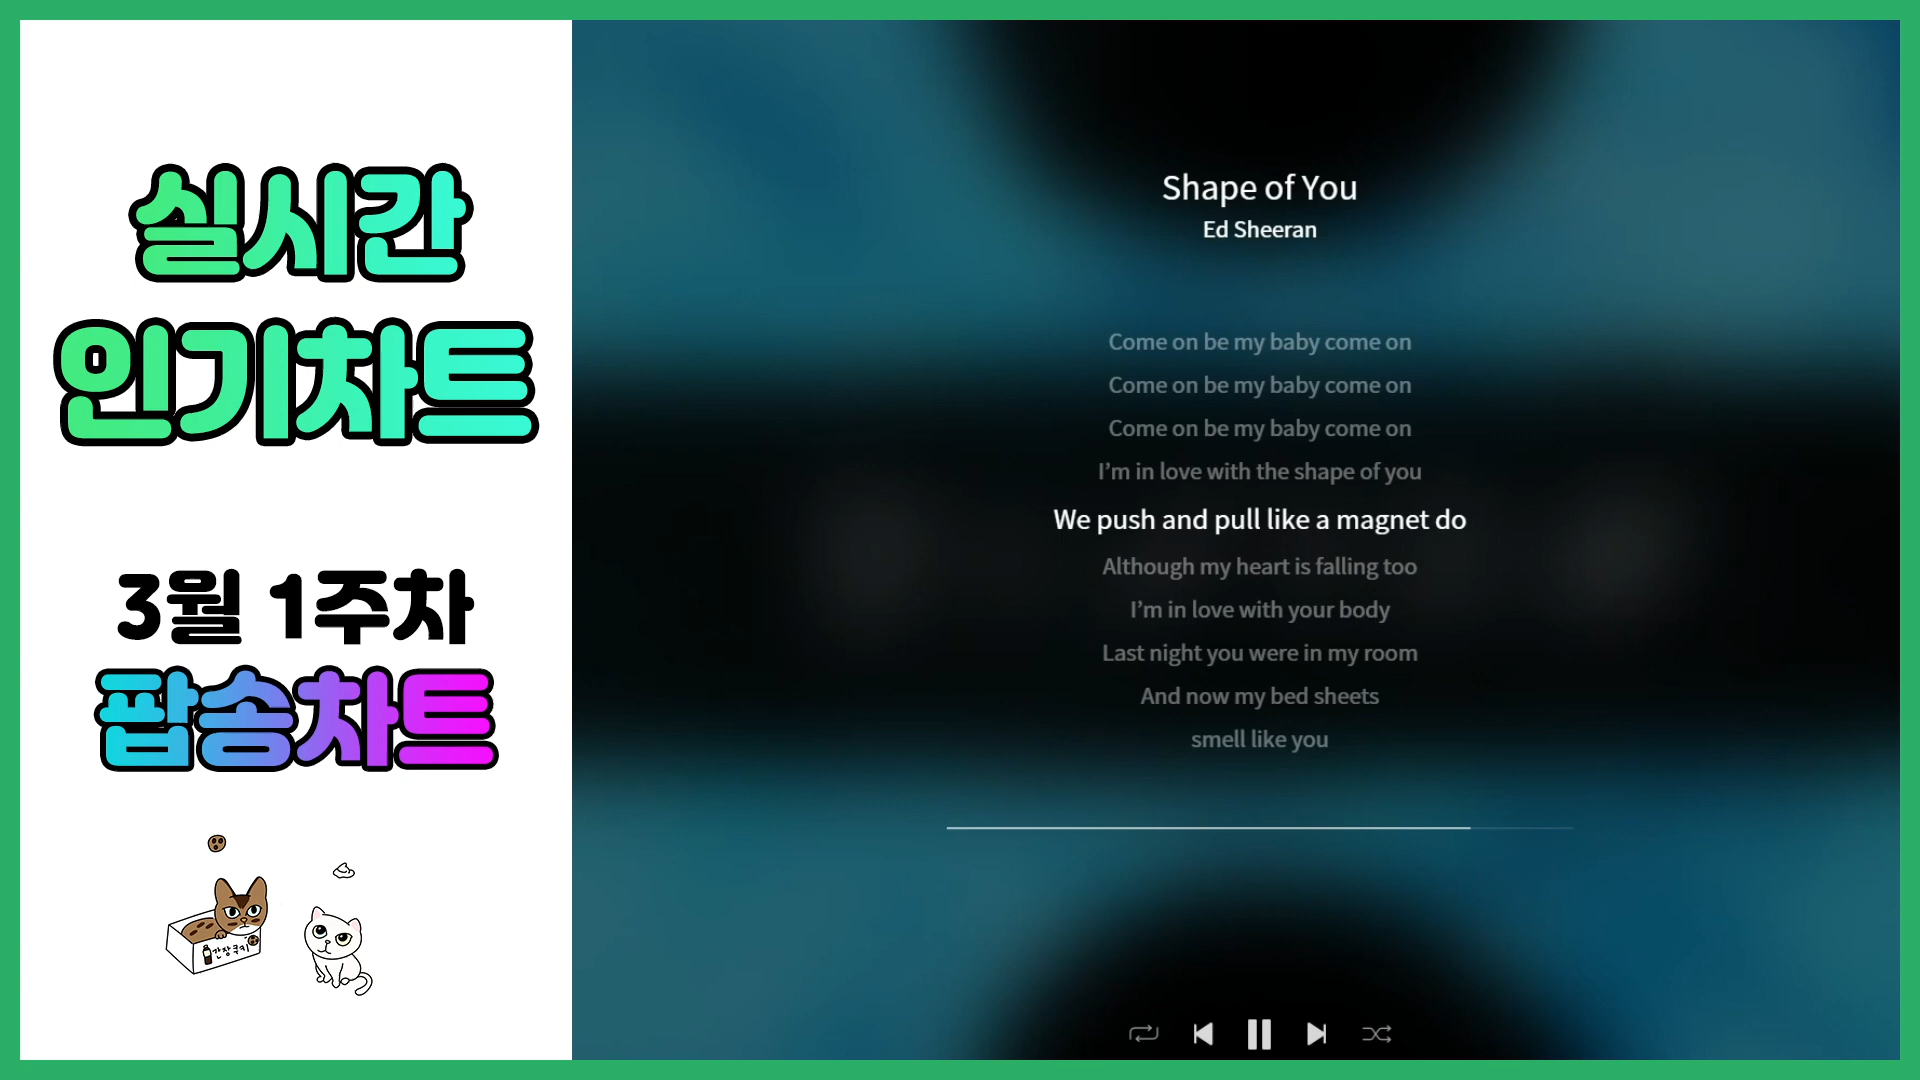 실시간
인기차트
3월 1주차
팝송차트
간장쿠키
Shape of You
Ed Sheeran
Come on be my baby come on
Come on be my baby come on
Come on be my baby come on
I’m in love with the shape of you
We push and pull like a magnet do
Although my heart is falling too
I’m in love with your body
Last night you were in my room
And now my bed sheets
smell like you